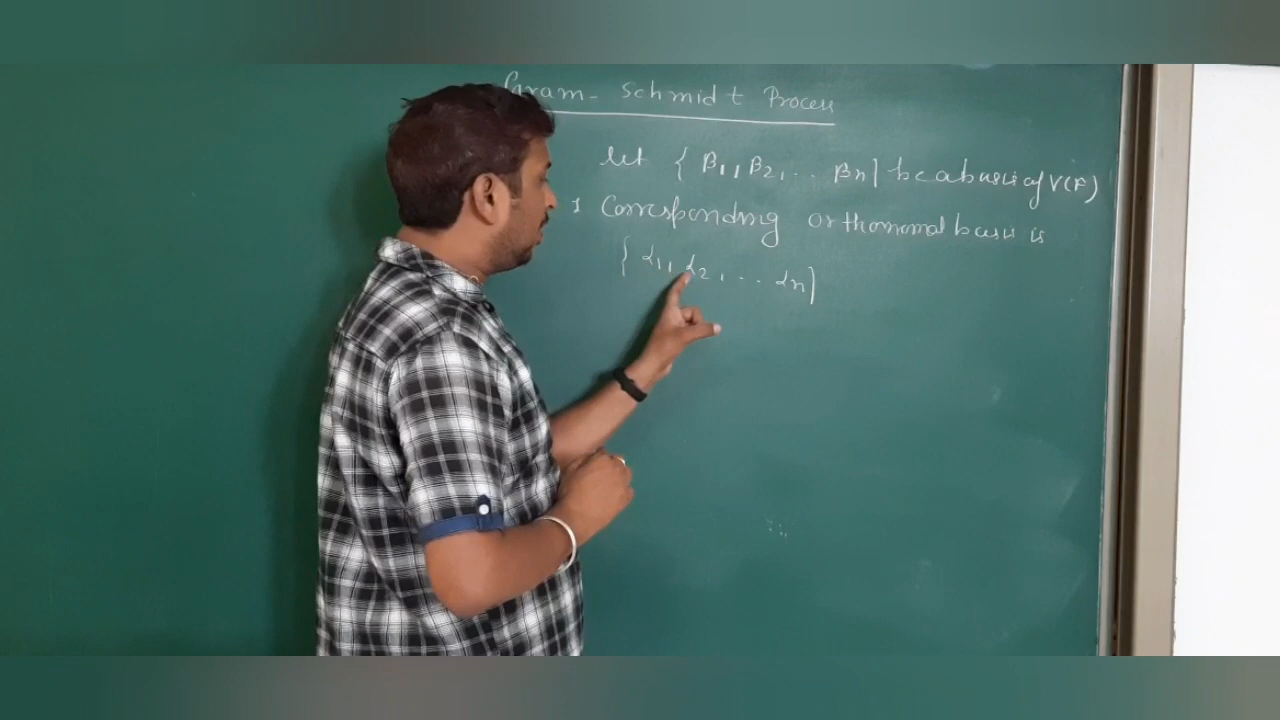 Gram - Schmidt Process
let { β1, β2, .. βn } be a basis of V(F)
& Corresponding orthonormal basis is
{ α1, α2, .. αn }